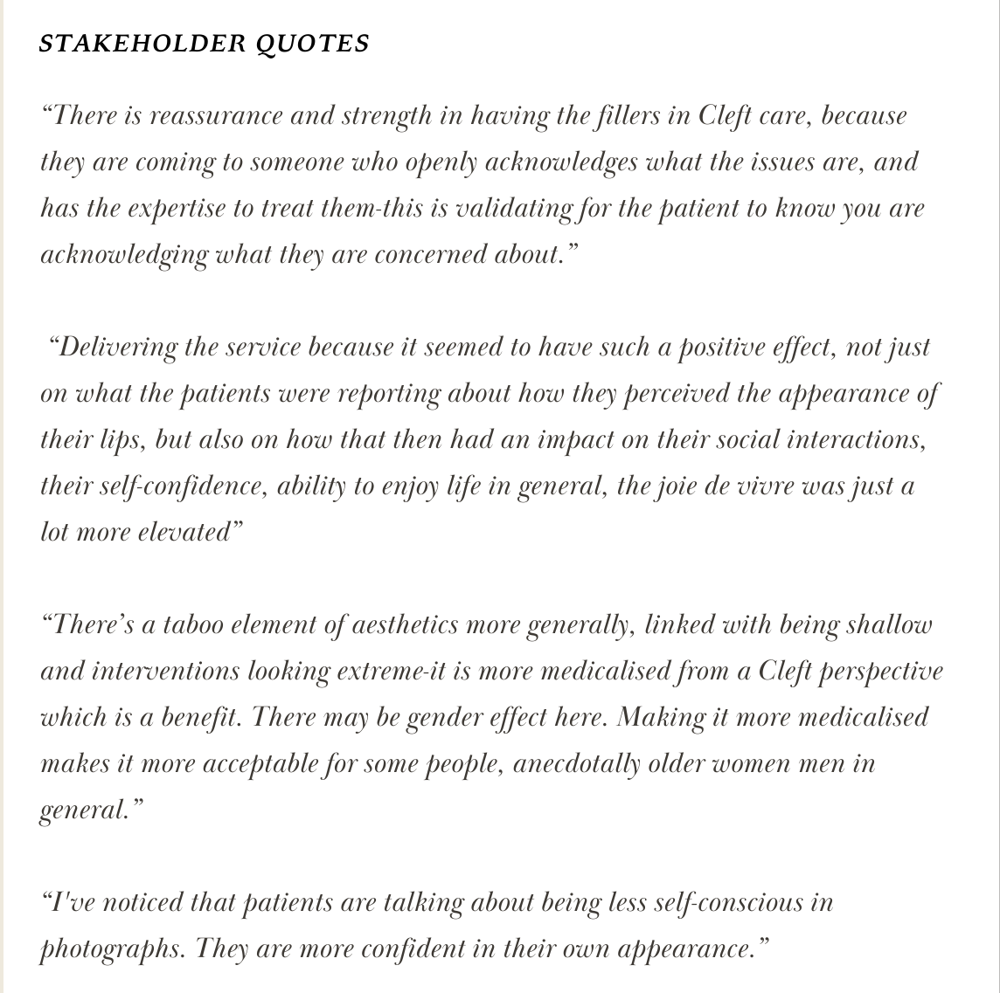 STAKEHOLDER QUOTES
“There is reassurance and strength in having the fillers in Cleft care, because
they are coming to someone who openly acknowledges what the issues are, and
has the expertise to treat them-this is validating for the patient to know you are
acknowledging what they are concerned about.”
“Delivering the service because it seemed to have such a positive effect, not just
on what the patients were reporting about how they perceived the appearance of
their lips, but also on how that then had an impact on their social interactions,
their self-confidence, ability to enjoy life in general, the joie de vivre was just a
lot more elevated”
“There’s a taboo element of aesthetics more generally, linked with being shallow
and interventions looking extreme-it is more medicalised from a Cleft perspective
which is a benefit. There may be gender effect here. Making it more medicalised
makes it more acceptable for some people, anecdotally older women men in
general.”
“I've noticed that patients are talking about being less self-conscious in
photographs. They are more confident in their own appearance.”